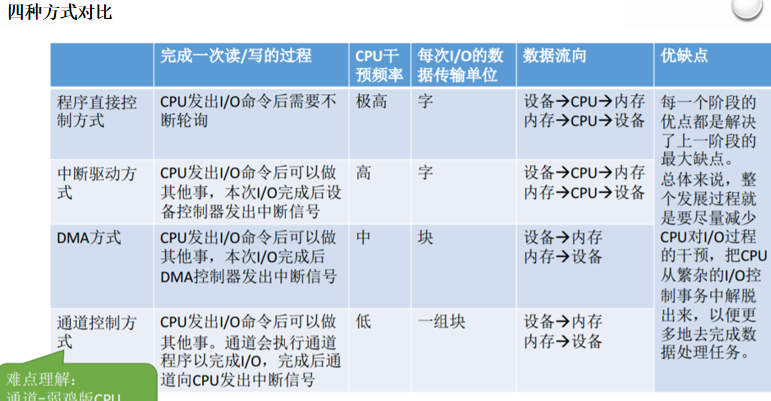 四种方式对比
完成一次读/写的过程
CPU干
预频率
每次I/O的数
据传输单位
数据流向
优缺点
程序直接控
制方式
CPU发出I/O命令后需要不
断轮询
极高
字
设备→CPU→内存
内存→CPU→设备
每一个阶段的
优点都是解决
了上一阶段的
最大缺点。
总体来说，整
个发展过程就
是要尽量减少
CPU对I/O过程
的干预，把CPU
从繁杂的I/O控
制事务中解脱
出来，以便更
多地去完成数
据处理任务。
中断驱动方
式
CPU发出I/O命令后可以做
其他事，本次I/O完成后设
备控制器发出中断信号
高
字
设备→CPU→内存
内存→CPU→设备
DMA方式
CPU发出I/O命令后可以做
其他事，本次I/O完成后
DMA控制器发出中断信号
中
块
设备→内存
内存→设备
通道控制方
式
CPU发出I/O命令后可以做
其他事。通道会执行通道
程序以完成I/O，完成后通
道向CPU发出中断信号
低
一组块
设备→内存
内存→设备
难点理解：
通道=弱鸡版CPU